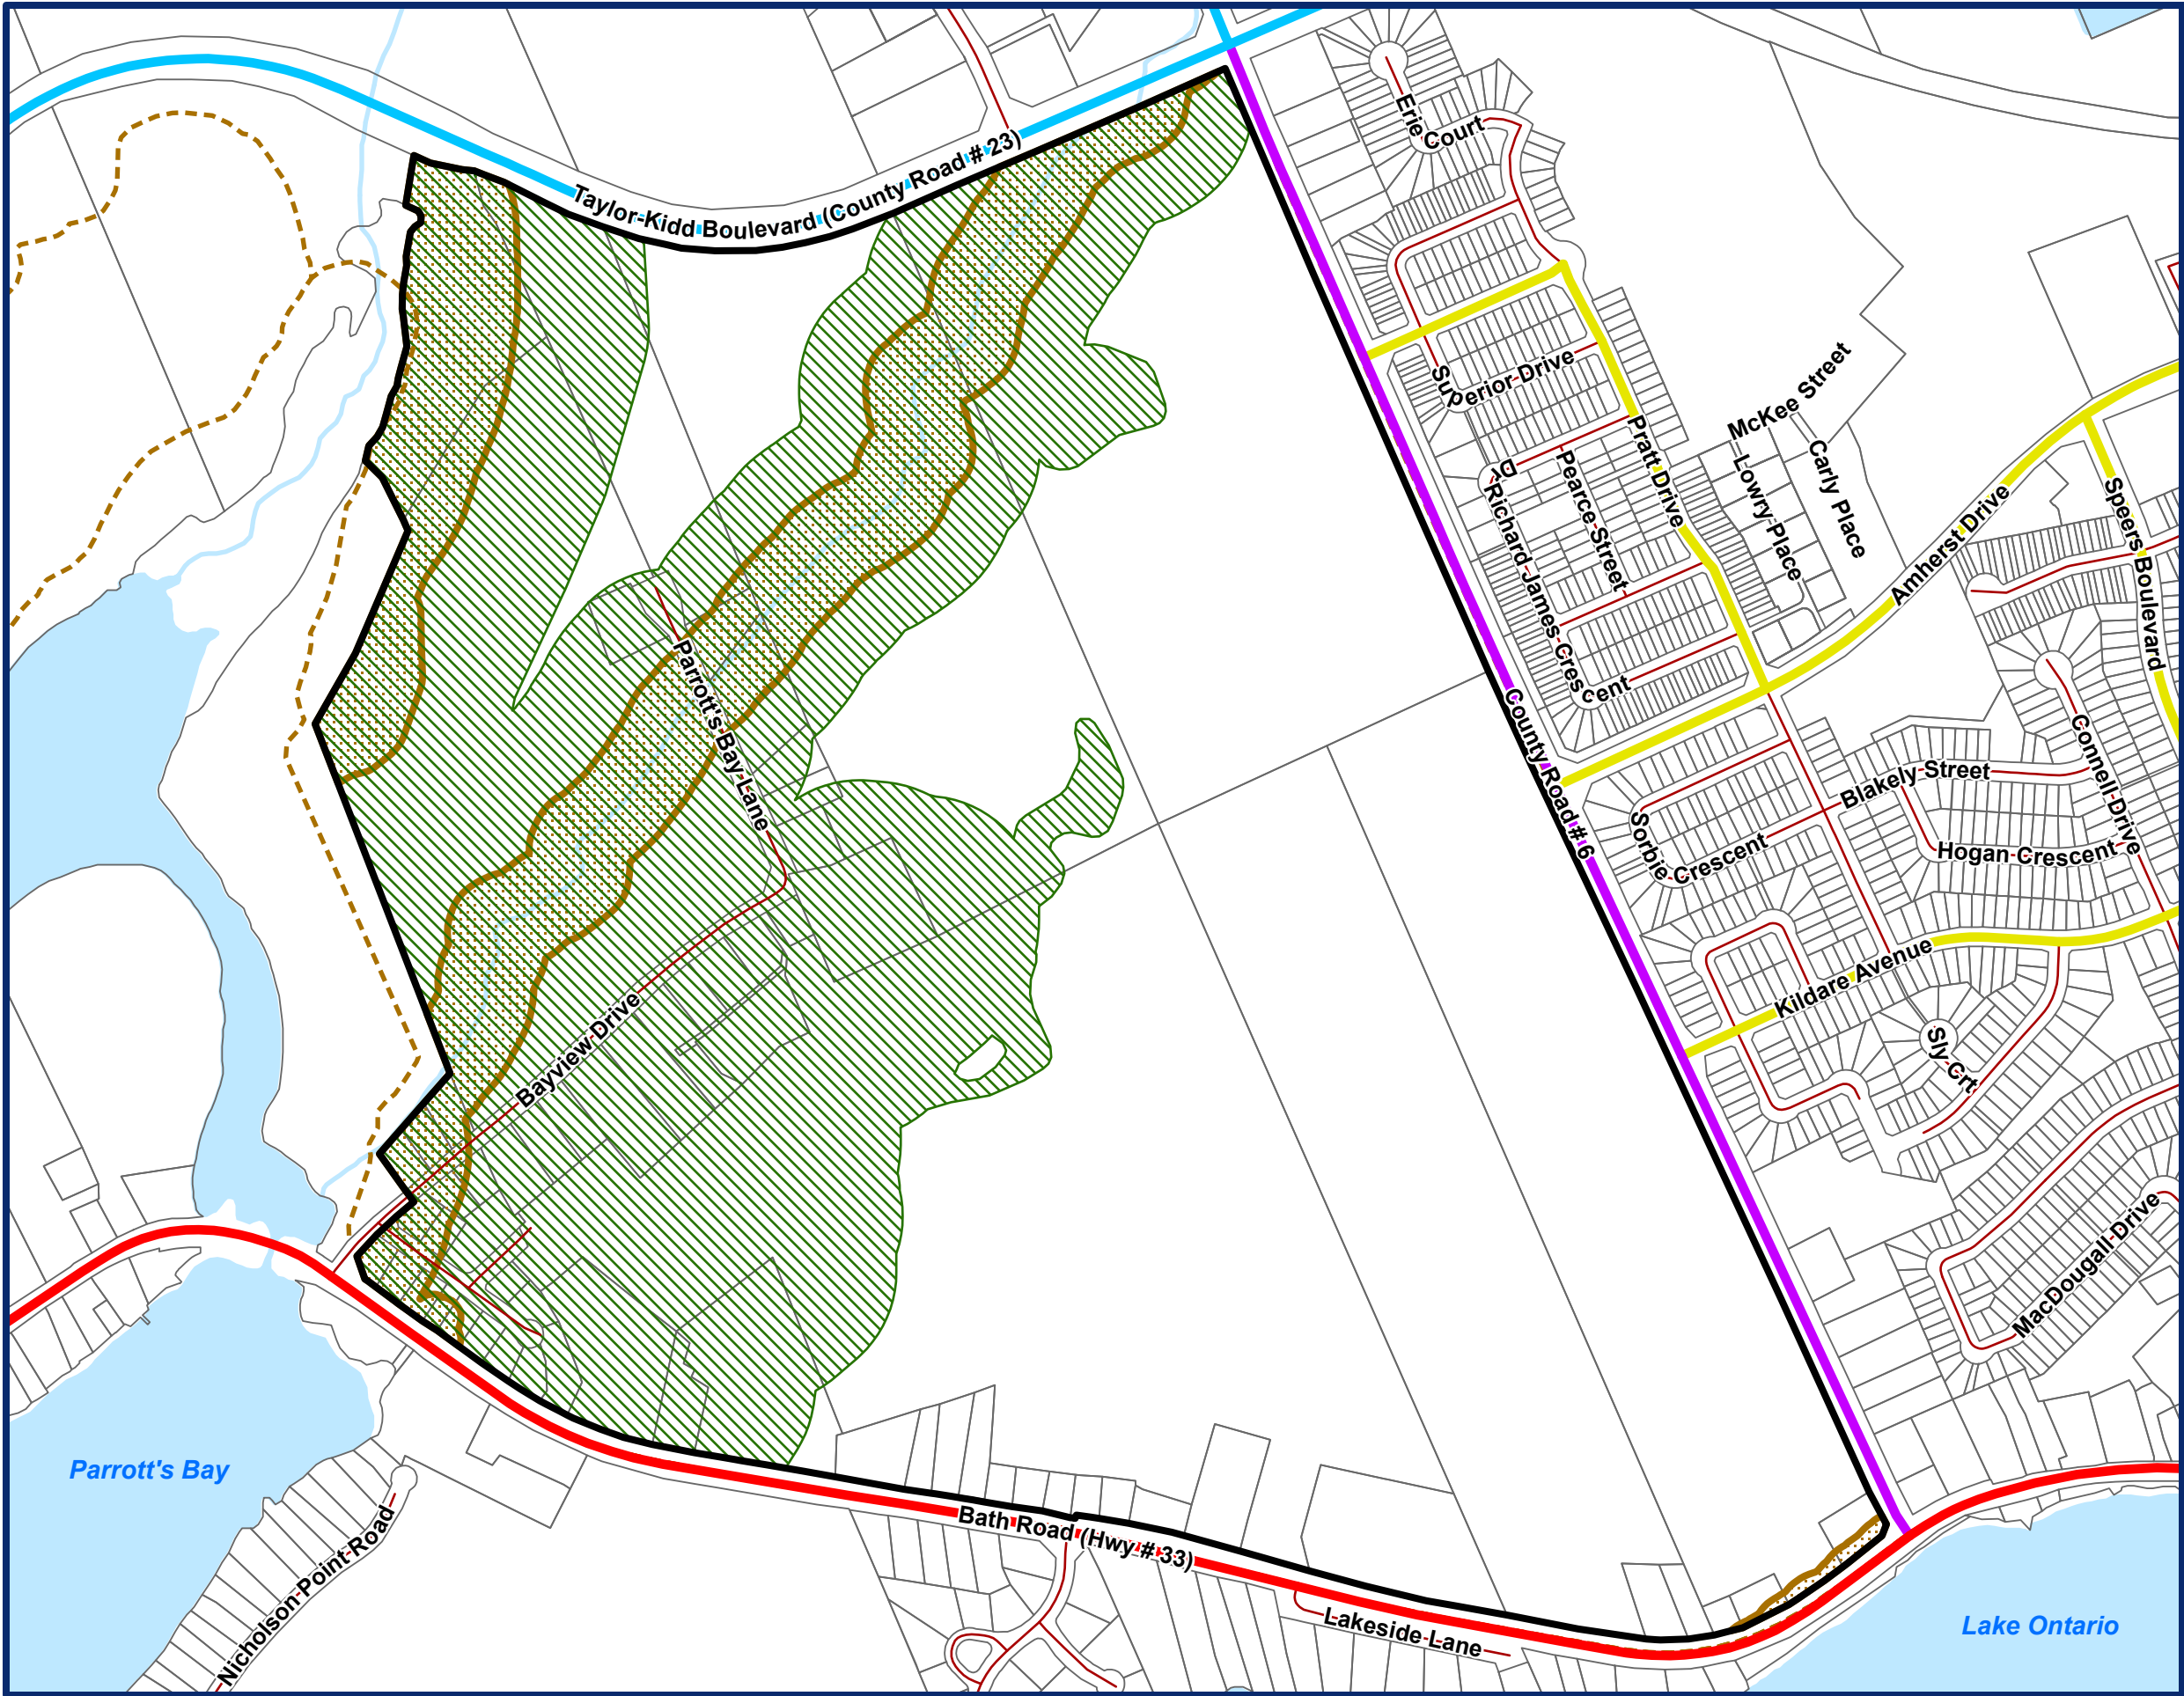 Erie Court
Taylor-Kidd Boulevard (County Road # 23)
Superior Drive
McKee Street
Pratt Drive
Carly Place
Lowry Place
Pearce Street
Dr
Richard James Crescent
Amherst Drive
Speers Boulevard
Parrott's Bay Lane
County Road # 6
Connell Drive
Blakely Street
Sorbie Crescent
Hogan Crescent
Kildare Avenue
Bayview Drive
Sly Crt
MacDougall Drive
Parrott's Bay
Nicholson Point Road
Bath Road (Hwy # 33)
Lakeside Lane
Lake Ontario